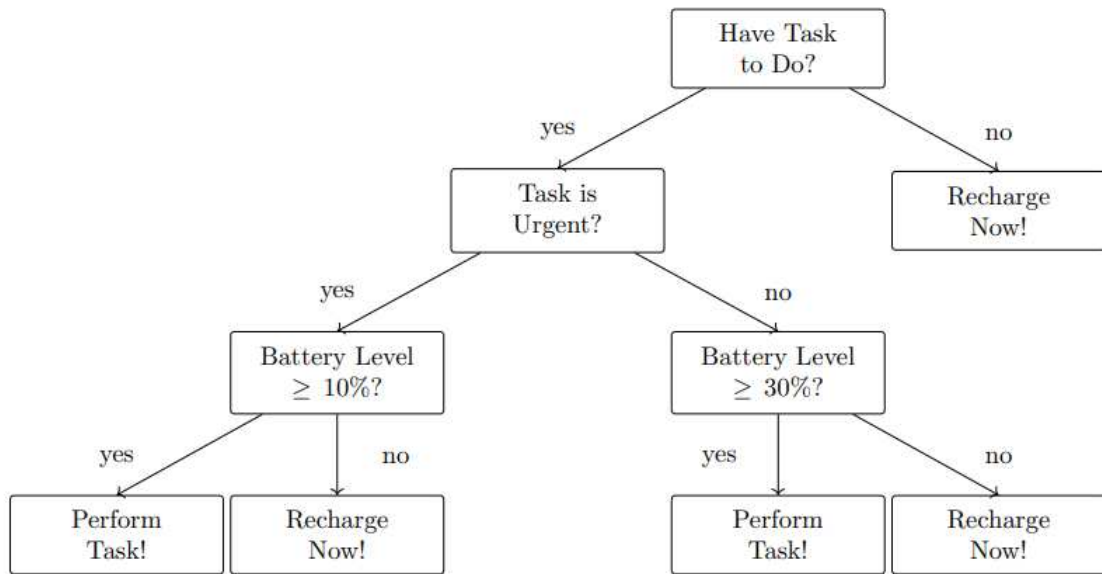 Have Task
to Do?
yes
no
Task is
Urgent?
Recharge
Now!
yes
no
Battery Level
≥ 10%?
Battery Level
≥ 30%?
yes
no
yes
no
Perform
Task!
Recharge
Now!
Perform
Task!
Recharge
Now!